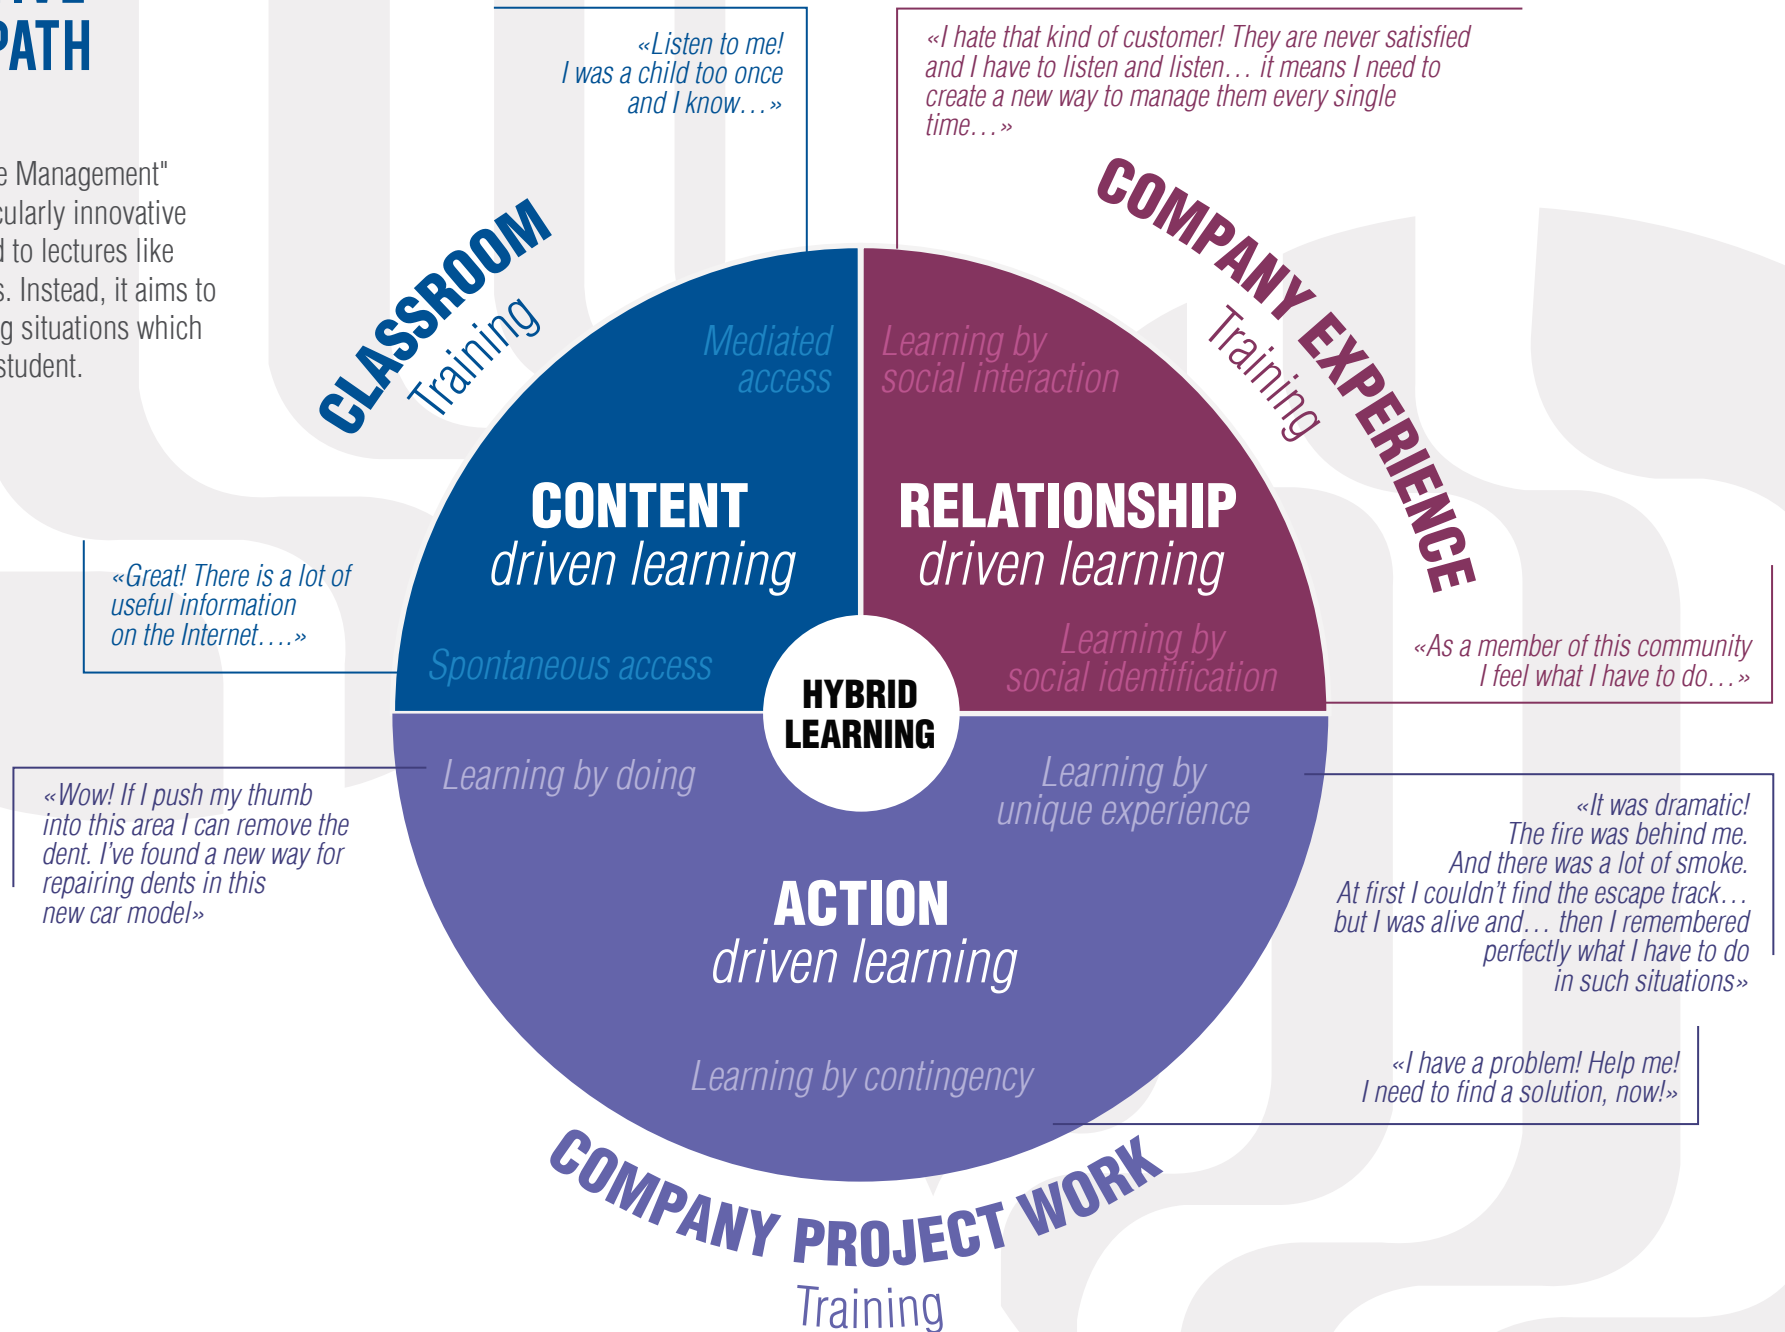 PATH
e Management"
cularly innovative
d to lectures like
s. Instead, it aims to
g situations which
student.
«Listen to me!
I was a child too once
and I know…»
«I hate that kind of customer! They are never satisfied
and I have to listen and listen… it means I need to
create a new way to manage them every single
time…»
CLASSROOM
Training
COMPANY EXPERIENCE
Training
Mediated
access
Learning by
social interaction
CONTENT
driven learning
RELATIONSHIP
driven learning
«Great! There is a lot of
useful information
on the Internet….»
Spontaneous access
Learning by
social identification
«As a member of this community
I feel what I have to do…»
HYBRID
LEARNING
«Wow! If I push my thumb
into this area I can remove the
dent. I've found a new way for
repairing dents in this
new car model»
Learning by doing
Learning by
unique experience
«It was dramatic!
The fire was behind me.
And there was a lot of smoke.
At first I couldn't find the escape track…
but I was alive and… then I remembered
perfectly what I have to do
in such situations»
ACTION
driven learning
Learning by contingency
«I have a problem! Help me!
I need to find a solution, now!»
COMPANY PROJECT WORK
Training